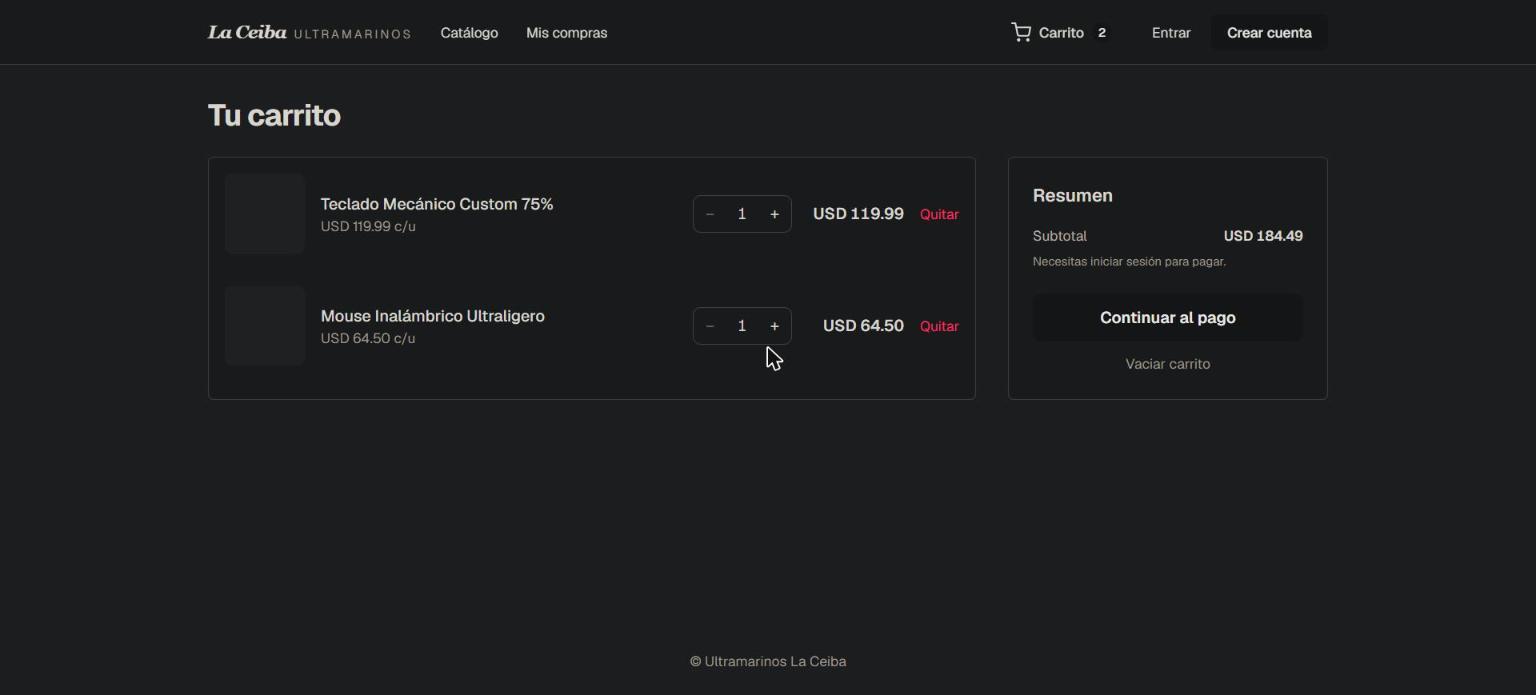 La Ceiba ULTRAMARINOS Catálogo Mis compras Carrito 2 Entrar Crear cuenta
Tu carrito
Teclado Mecánico Custom 75%
USD 119.99 c/u
− 1 + USD 119.99 Quitar
Mouse Inalámbrico Ultraligero
USD 64.50 c/u
− 1 + USD 64.50 Quitar
Resumen
Subtotal USD 184.49
Necesitas iniciar sesión para pagar.
Continuar al pago
Vaciar carrito
© Ultramarinos La Ceiba